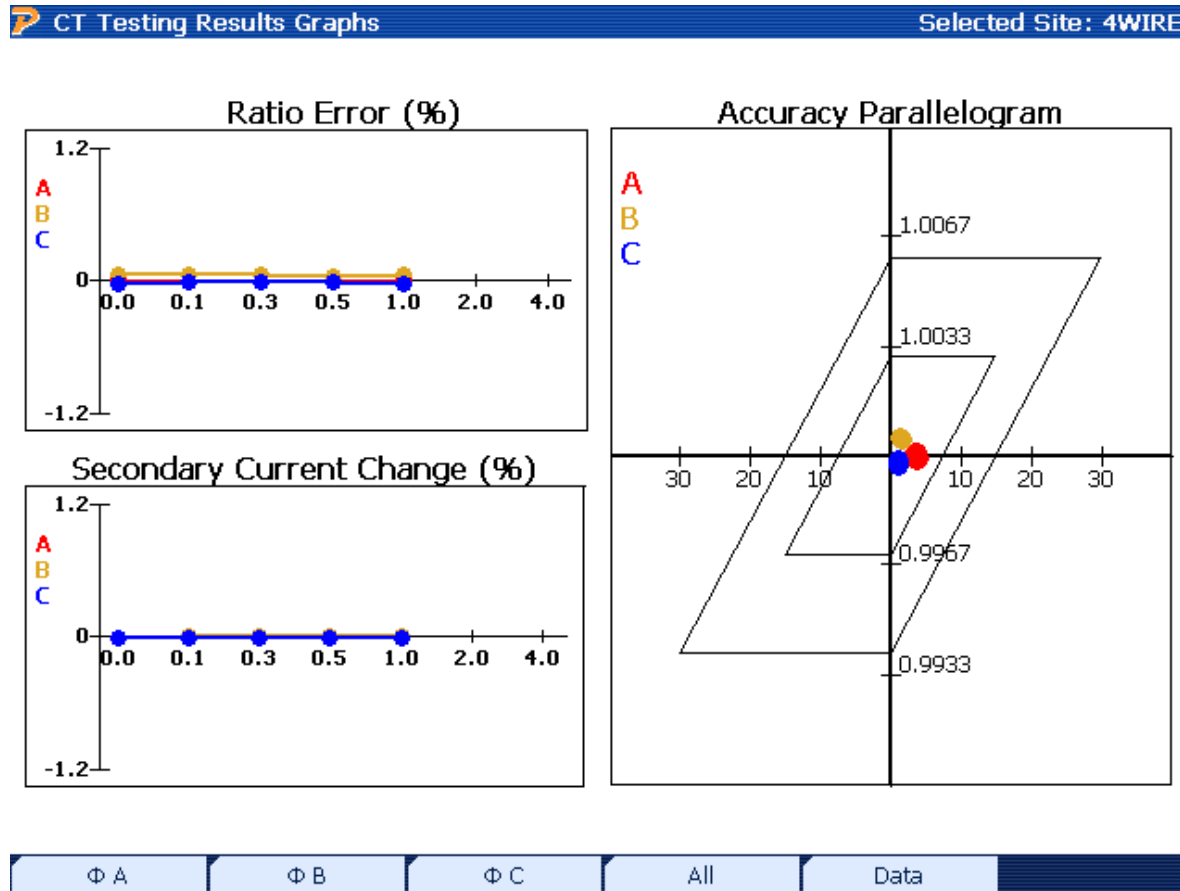 CT Testing Results Graphs Selected Site: 4WIRE
Ratio Error (%)
1.2
A
B
C
0
0.0 0.1 0.3 0.5 1.0 2.0 4.0
-1.2
Secondary Current Change (%)
1.2
A
B
C
0
0.0 0.1 0.3 0.5 1.0 2.0 4.0
-1.2
Accuracy Parallelogram
A
B
C
1.0067
1.0033
30 20 10 10 20 30
0.9967
0.9933
Φ A Φ B Φ C All Data